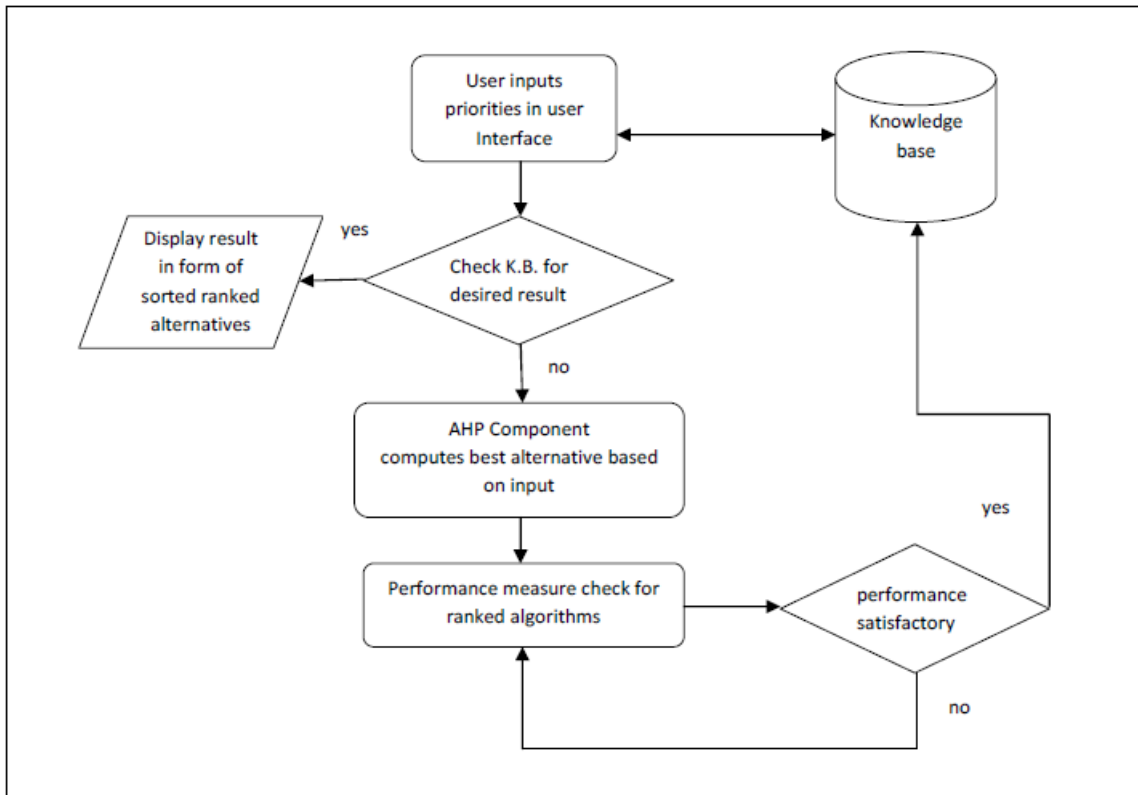 User inputs
priorities in user
Interface
Knowledge
base
yes
Display result
in form of
sorted ranked
alternatives
Check K.B. for
desired result
no
AHP Component
computes best alternative based
on input
yes
Performance measure check for
ranked algorithms
performance
satisfactory
no